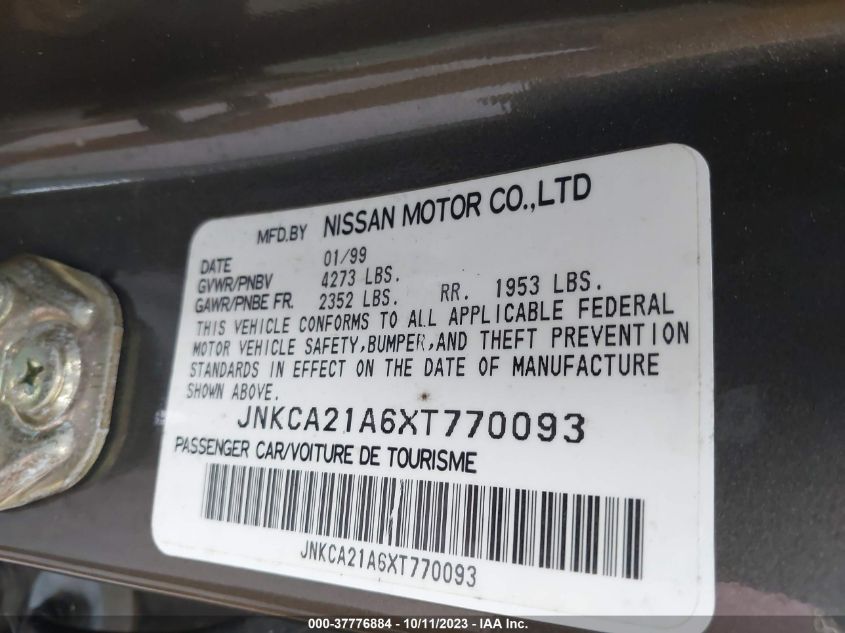 MFD.BY NISSAN MOTOR CO.,LTD
DATE 01/99
GVWR/PNBV 4273 LBS.
GAWR/PNBE FR. 2352 LBS. RR. 1953 LBS.
THIS VEHICLE CONFORMS TO ALL APPLICABLE FEDERAL
MOTOR VEHICLE SAFETY,BUMPER,AND THEFT PREVENTION
STANDARDS IN EFFECT ON THE DATE OF MANUFACTURE
SHOWN ABOVE.
JNKCA21A6XT770093
PASSENGER CAR/VOITURE DE TOURISME
JNKCA21A6XT770093
000-37776884 - 10/11/2023 - IAA Inc.